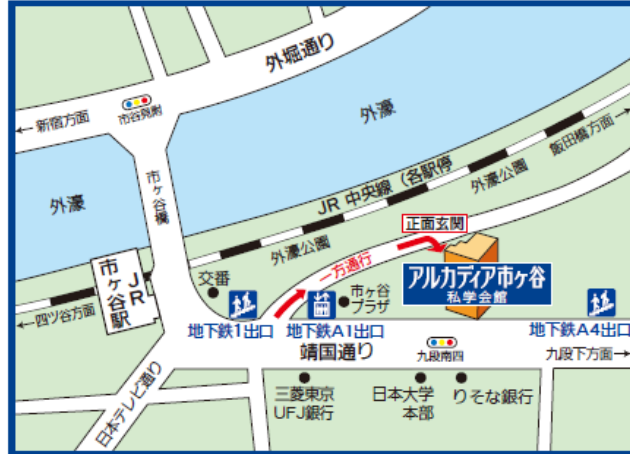 外堀通り
←新宿方面
市谷見附
外濠
飯田橋方面→
外濠
市ヶ谷橋
JR 中央線（各駅停
外濠公園
正面玄関
外濠公園
一方通行
アルカディア市ヶ谷
私学会館
JR
市ヶ谷駅
交番
市ヶ谷
プラザ
←四ツ谷方面
地下鉄1出口
地下鉄A1出口
地下鉄A4出口
靖国通り
九段南四
九段下方面→
日本テレビ通り
三菱東京
UFJ銀行
日本大学
本部
りそな銀行